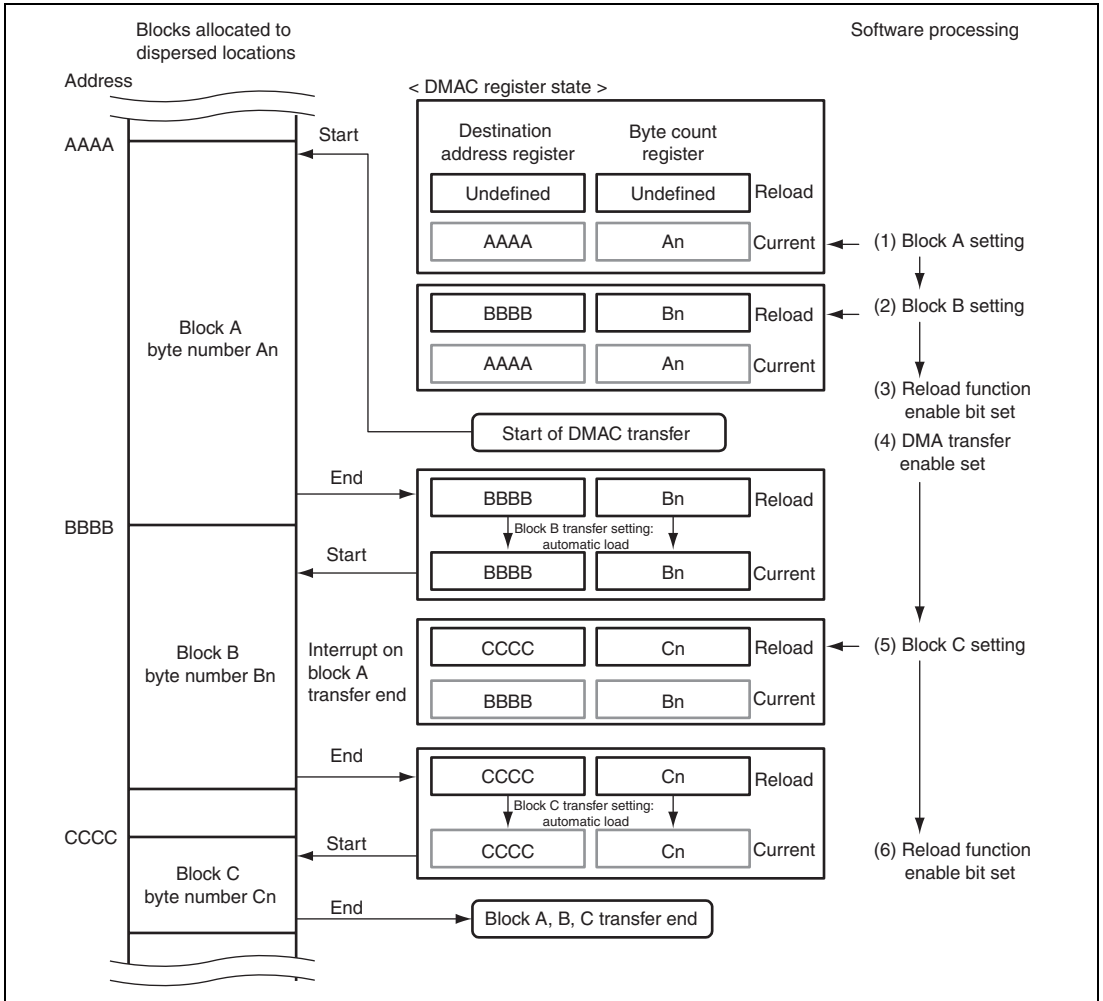 Blocks allocated to
dispersed locations
Software processing
Address
< DMAC register state >
AAAA
Start
Destination
address register
Byte count
register
Undefined
Undefined
Reload
AAAA
An
Current
(1) Block A setting
BBBB
Bn
Reload
(2) Block B setting
AAAA
An
Current
Block A
byte number An
(3) Reload function
enable bit set
Start of DMAC transfer
(4) DMA transfer
enable set
End
BBBB
Bn
Reload
BBBB
Block B transfer setting:
automatic load
Start
BBBB
Bn
Current
Block B
byte number Bn
Interrupt on
block A
transfer end
CCCC
Cn
Reload
(5) Block C setting
BBBB
Bn
Current
End
CCCC
Cn
Reload
Block C transfer setting:
automatic load
CCCC
Start
CCCC
Cn
Current
(6) Reload function
enable bit set
Block C
byte number Cn
End
Block A, B, C transfer end